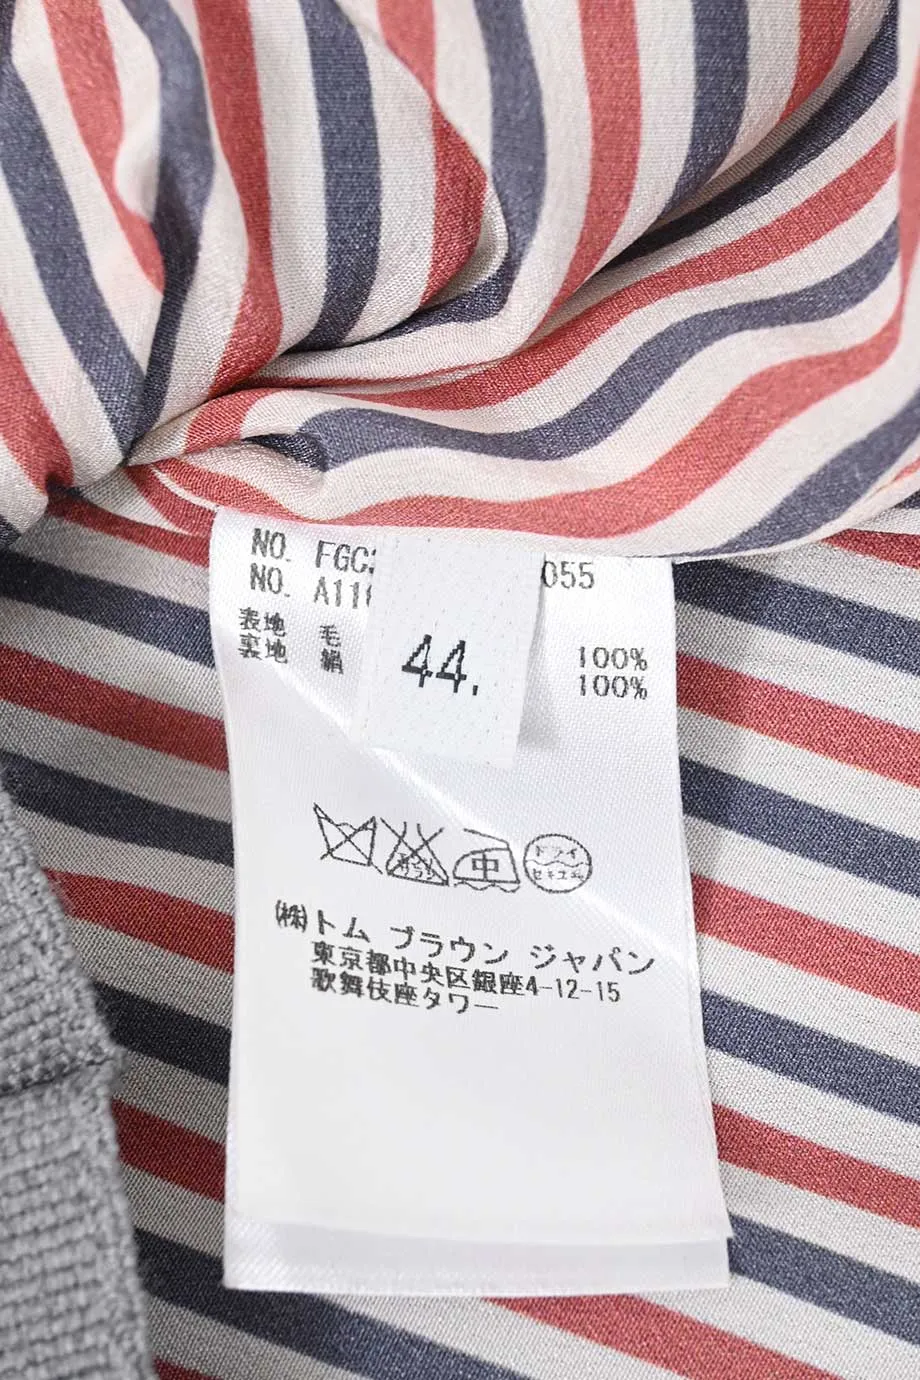 NO. FGC 055
NO. A11
表地 毛 100%
裏地 絹 100%
44.
中
ドライ
セキユ系
(株)トム ブラウン ジャパン
東京都中央区銀座4-12-15
歌舞伎座タワー